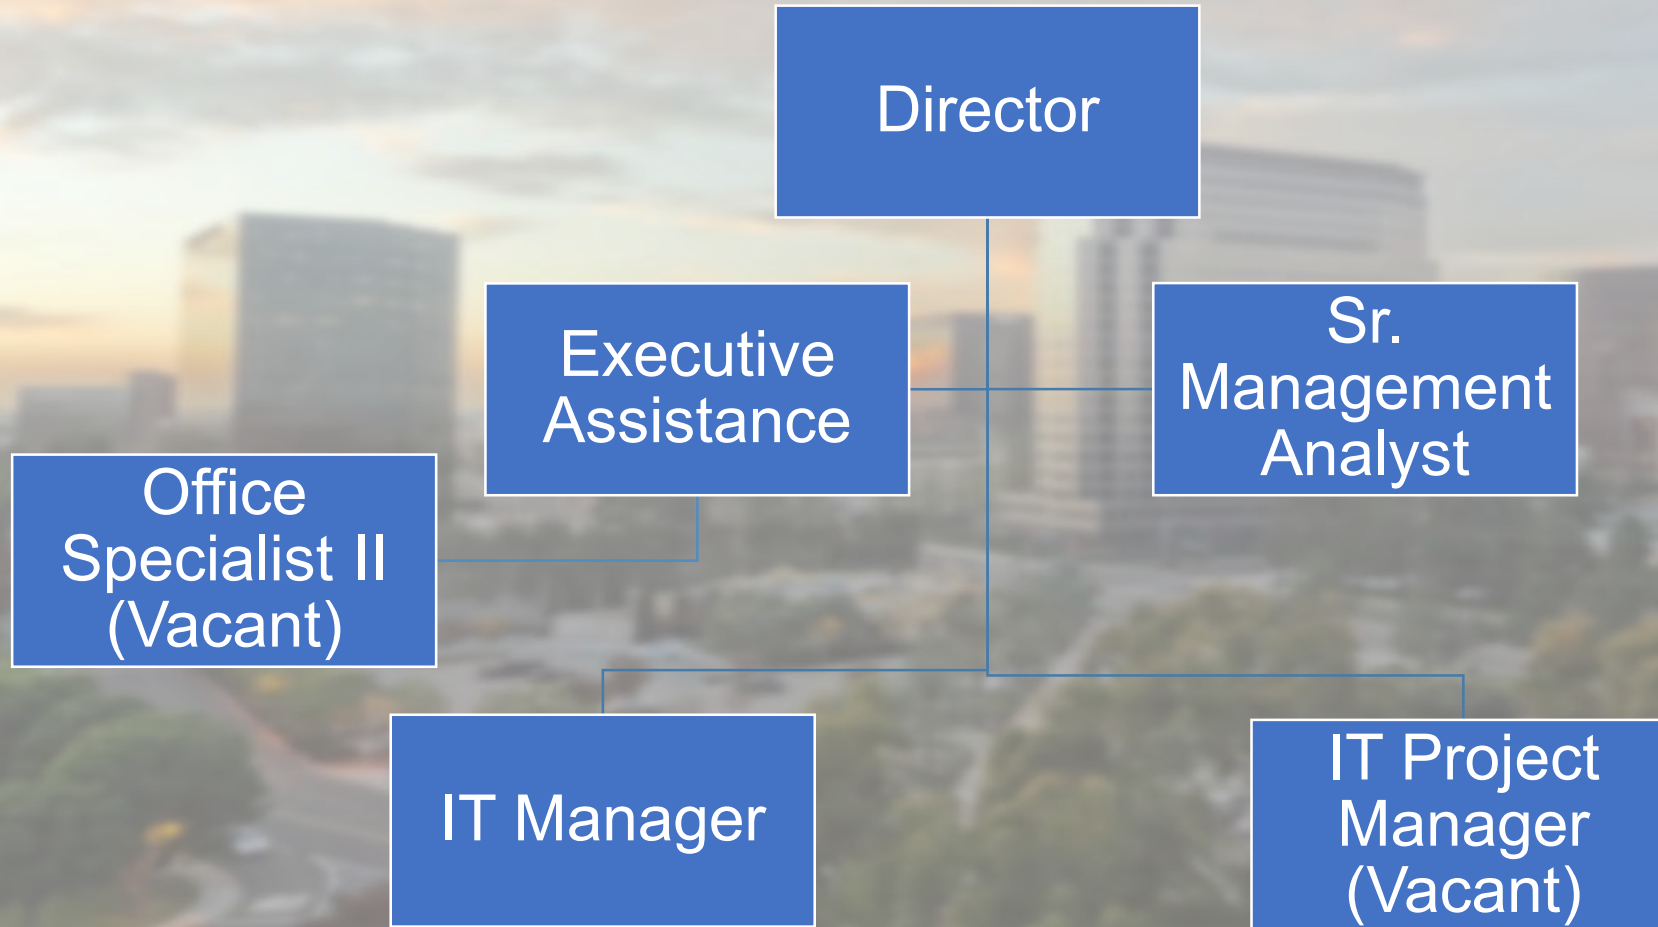 Director
Executive
Assistance
Sr.
Management
Analyst
Office
Specialist II
(Vacant)
IT Manager
IT Project
Manager
(Vacant)